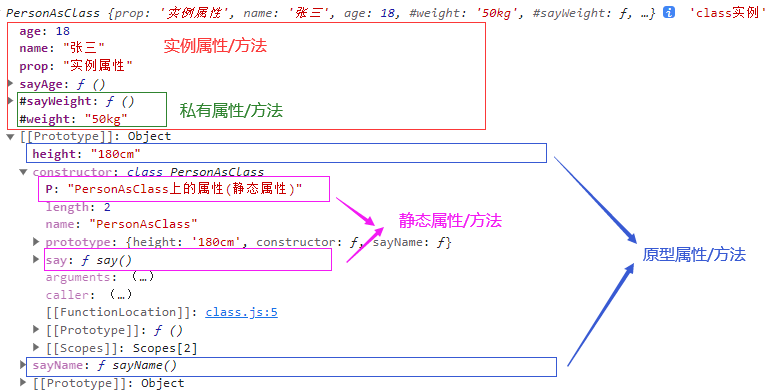 PersonAsClass {prop: '实例属性', name: '张三', age: 18, #weight: '50kg', #sayWeight: ƒ, …} i 'class实例'
age: 18
name: "张三"
实例属性/方法
prop: "实例属性"
sayAge: ƒ ()
#sayWeight: ƒ ()
私有属性/方法
#weight: "50kg"
[[Prototype]]: Object
height: "180cm"
constructor: class PersonAsClass
P: "PersonAsClass上的属性(静态属性)"
length: 2
name: "PersonAsClass"
静态属性/方法
prototype: {height: '180cm', constructor: ƒ, sayName: ƒ}
原型属性/方法
say: ƒ say()
arguments: (…)
caller: (…)
[[FunctionLocation]]: class.js:5
[[Prototype]]: ƒ ()
[[Scopes]]: Scopes[2]
sayName: ƒ sayName()
[[Prototype]]: Object